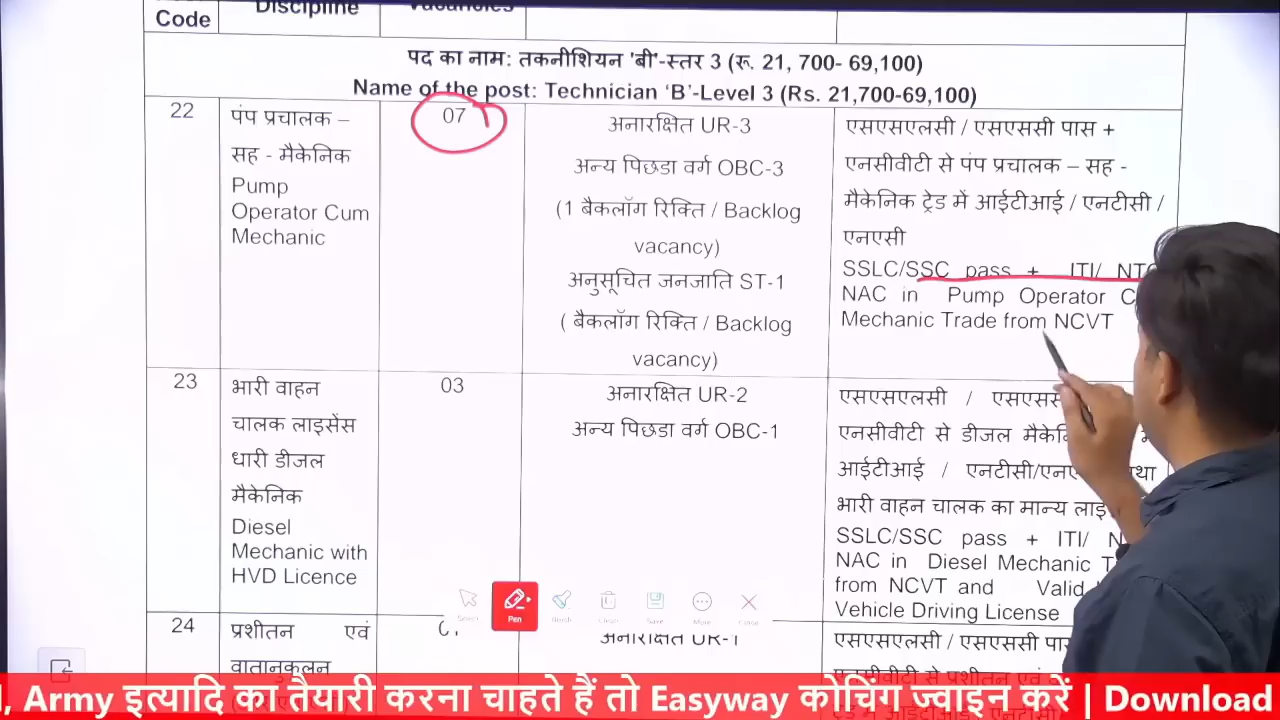 Code
Discipline
Vacancies
पद का नाम: तकनीशियन 'बी'-स्तर 3 (रू. 21, 700- 69,100)
Name of the post: Technician ‘B’-Level 3 (Rs. 21,700-69,100)
22
पंप प्रचालक –
सह - मैकेनिक
Pump
Operator Cum
Mechanic
07
अनारक्षित UR-3
अन्य पिछडा वर्ग OBC-3
(1 बैकलॉग रिक्ति / Backlog
vacancy)
अनुसूचित जनजाति ST-1
( बैकलॉग रिक्ति / Backlog
vacancy)
एसएसएलसी / एसएससी पास +
एनसीवीटी से पंप प्रचालक – सह -
मैकेनिक ट्रेड में आईटीआई / एनटीसी /
एनएसी
SSLC/SSC pass + ITI/
NAC in Pump Operator
Mechanic Trade from NCVT
23
भारी वाहन
चालक लाइसेंस
धारी डीजल
मैकेनिक
Diesel
Mechanic with
HVD Licence
03
अनारक्षित UR-2
अन्य पिछडा वर्ग OBC-1
एसएसएलसी /
एनसीवीटी से डीजल
आईटीआई /
भारी वाहन चालक का मान्य
SSLC/SSC pass + ITI/
NAC in Diesel Mechanic
from NCVT and Valid
Vehicle Driving License
24
प्रशीतन एवं
वातानुकूलन
अनारक्षित UR-1
एसएसएलसी / एसएससी
Select
Pen
Save
More
Close
Army इत्यादि का तैयारी करना चाहते हैं तो Easyway कोचिंग ज्वाइन करें | Download